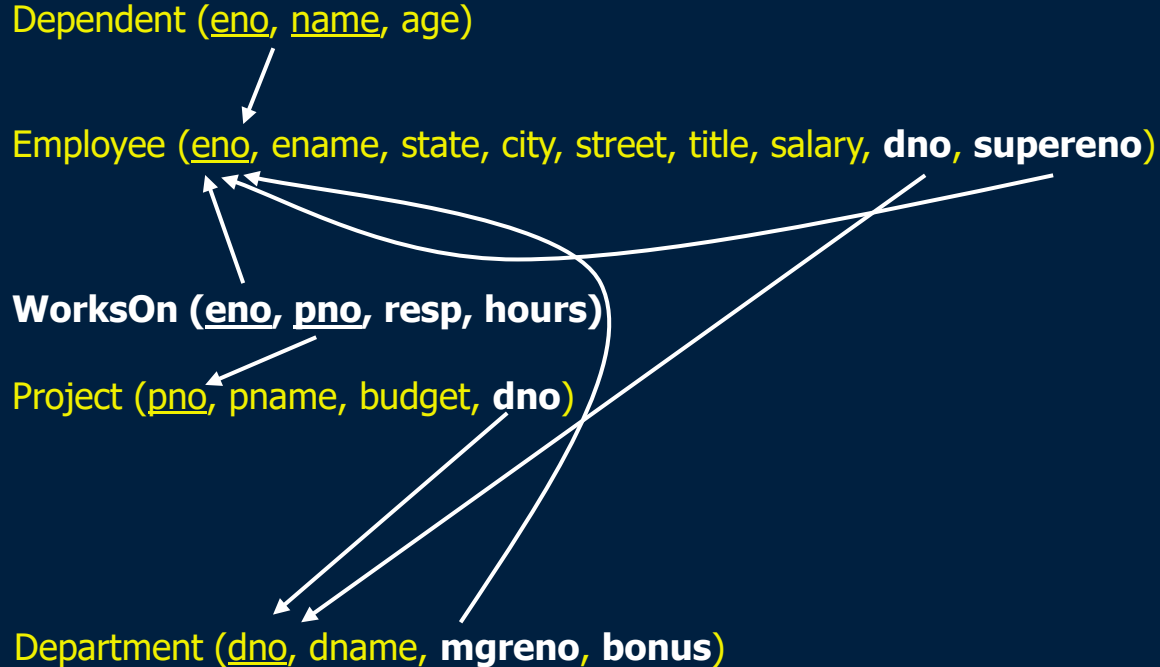 Dependent (eno, name, age)
Employee (eno, ename, state, city, street, title, salary, dno, supereno)
WorksOn (eno, pno, resp, hours)
Project (pno, pname, budget, dno)
Department (dno, dname, mgreno, bonus)